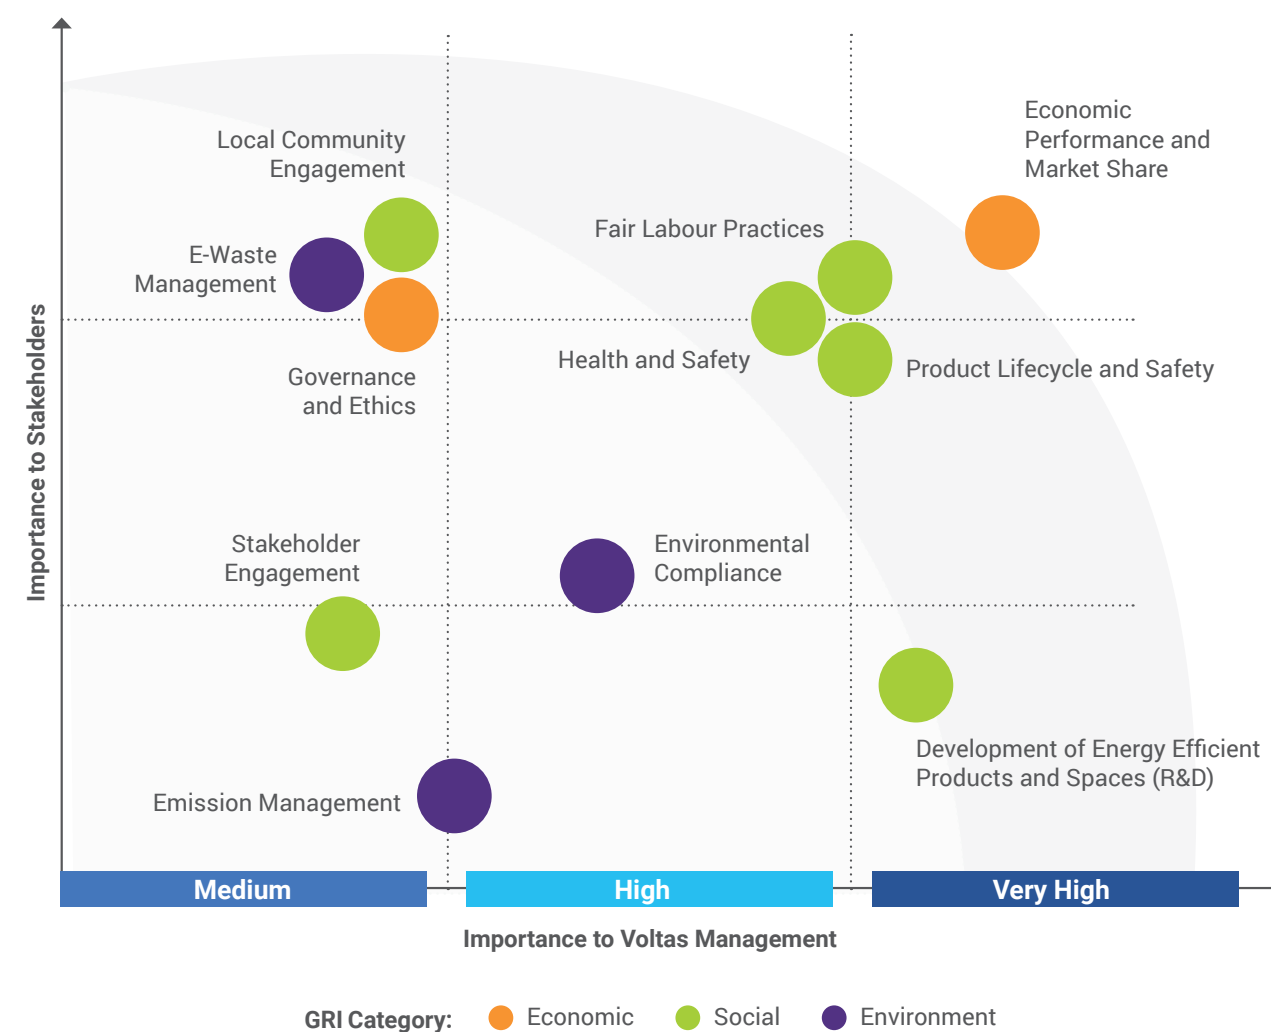 Economic
Performance and
Market Share
Local Community
Engagement
Fair Labour Practices
E-Waste
Management
Health and Safety
Product Lifecycle and Safety
Governance
and Ethics
Importance to Stakeholders
Stakeholder
Engagement
Environmental
Compliance
Development of Energy Efficient
Products and Spaces (R&D)
Emission Management
Medium
High
Very High
Importance to Voltas Management
GRI Category:
Economic
Social
Environment